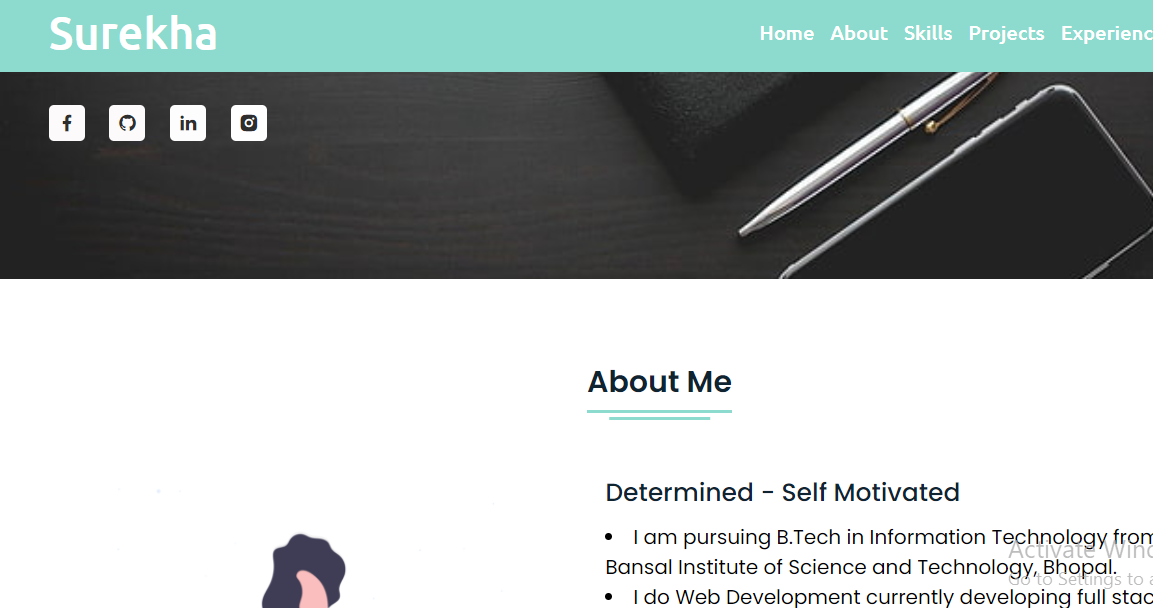 Surekha
Home About Skills Projects Experienc
About Me
Determined - Self Motivated
• I am pursuing B.Tech in Information Technology from
Bansal Institute of Science and Technology, Bhopal.
• I do Web Development currently developing full stac
Activate Wind
Go to Settings to a